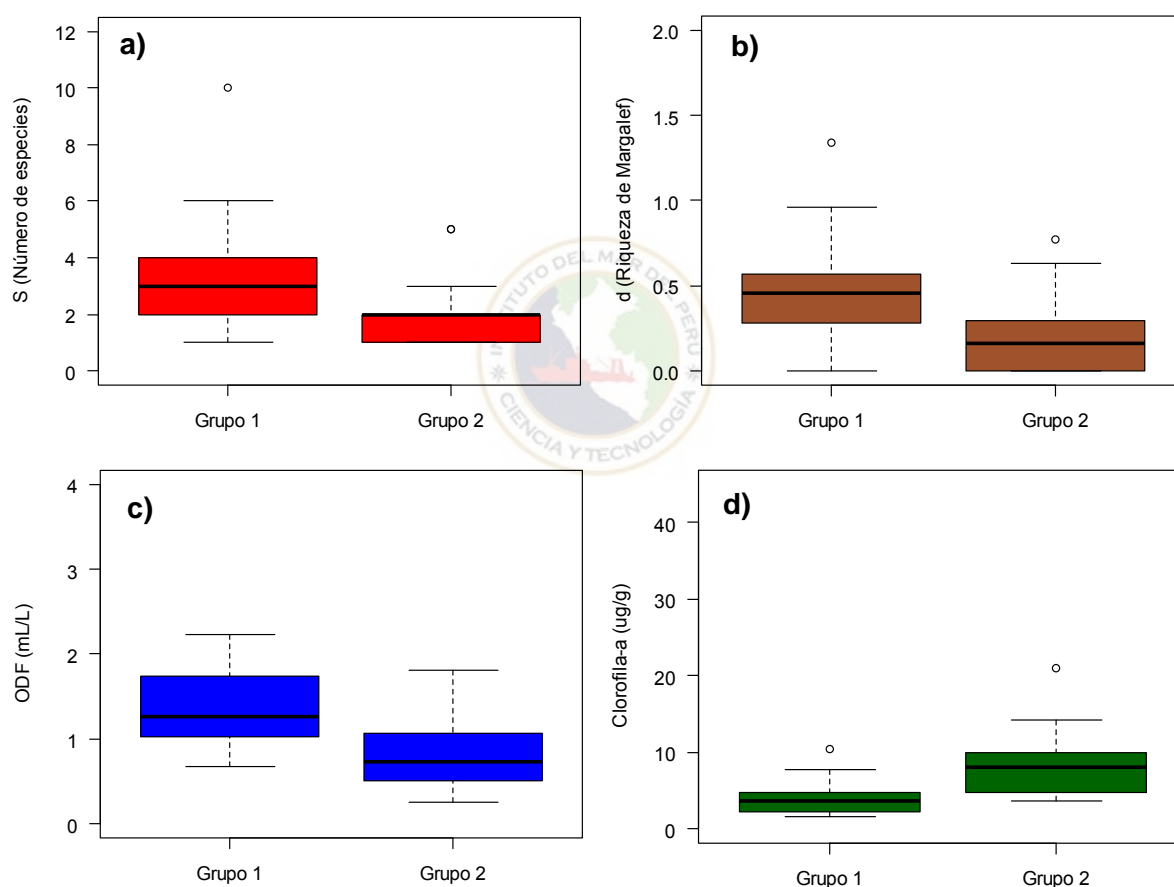 a)
S (Número de especies)
12
10
8
6
4
2
0
Grupo 1
Grupo 2
b)
d (Riqueza de Margalef)
2.0
1.5
1.0
0.5
0.0
Grupo 1
Grupo 2
INSTITUTO DEL MAR DEL PERU
CIENCIA Y TECNOLOGÍA
c)
ODF (mL/L)
4
3
2
1
0
Grupo 1
Grupo 2
d)
Clorofila-a (ug/g)
40
30
20
10
0
Grupo 1
Grupo 2